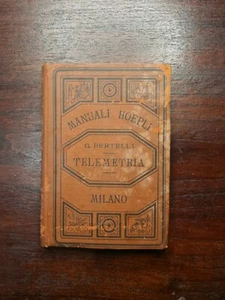 MANUALI HOEPLI
G. BERTELLI
TELEMETRIA
MILANO